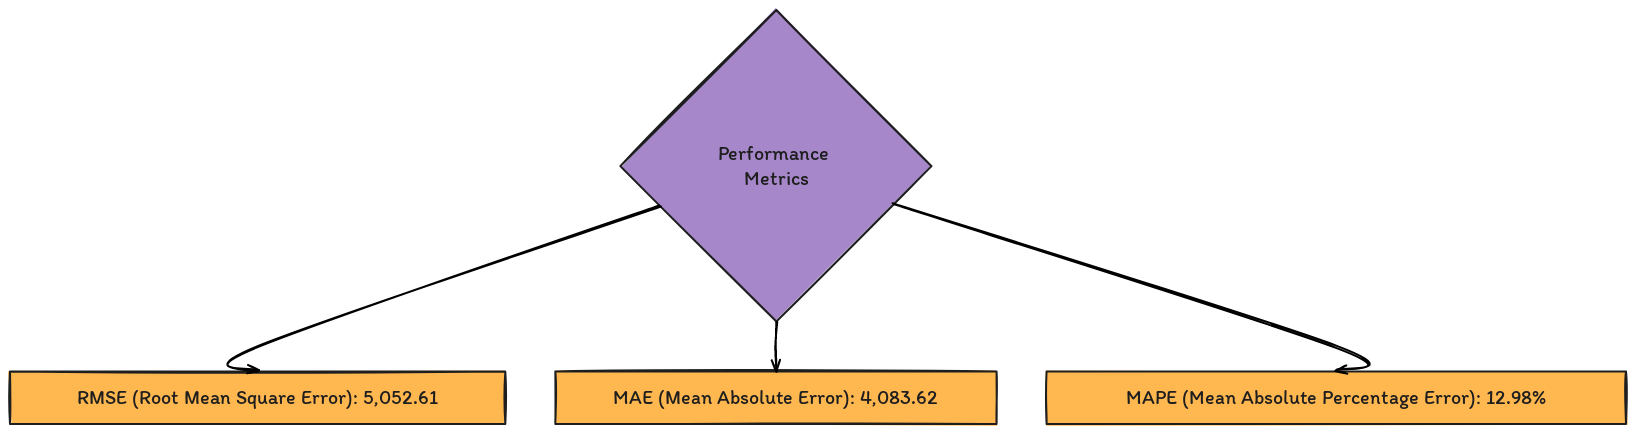 Performance
Metrics
RMSE (Root Mean Square Error): 5,052.61
MAE (Mean Absolute Error): 4,083.62
MAPE (Mean Absolute Percentage Error): 12.98%